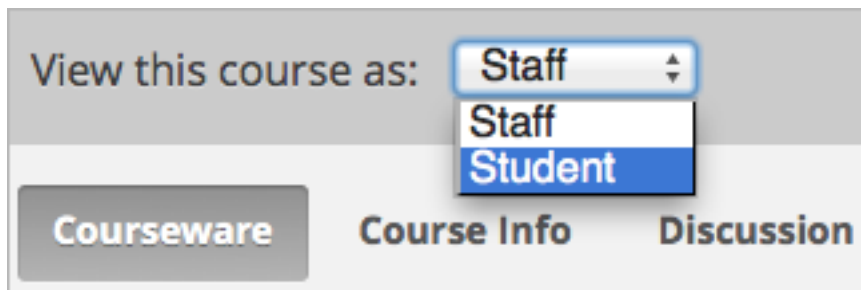 View this course as: Staff
Staff
Student
Courseware Course Info Discussion